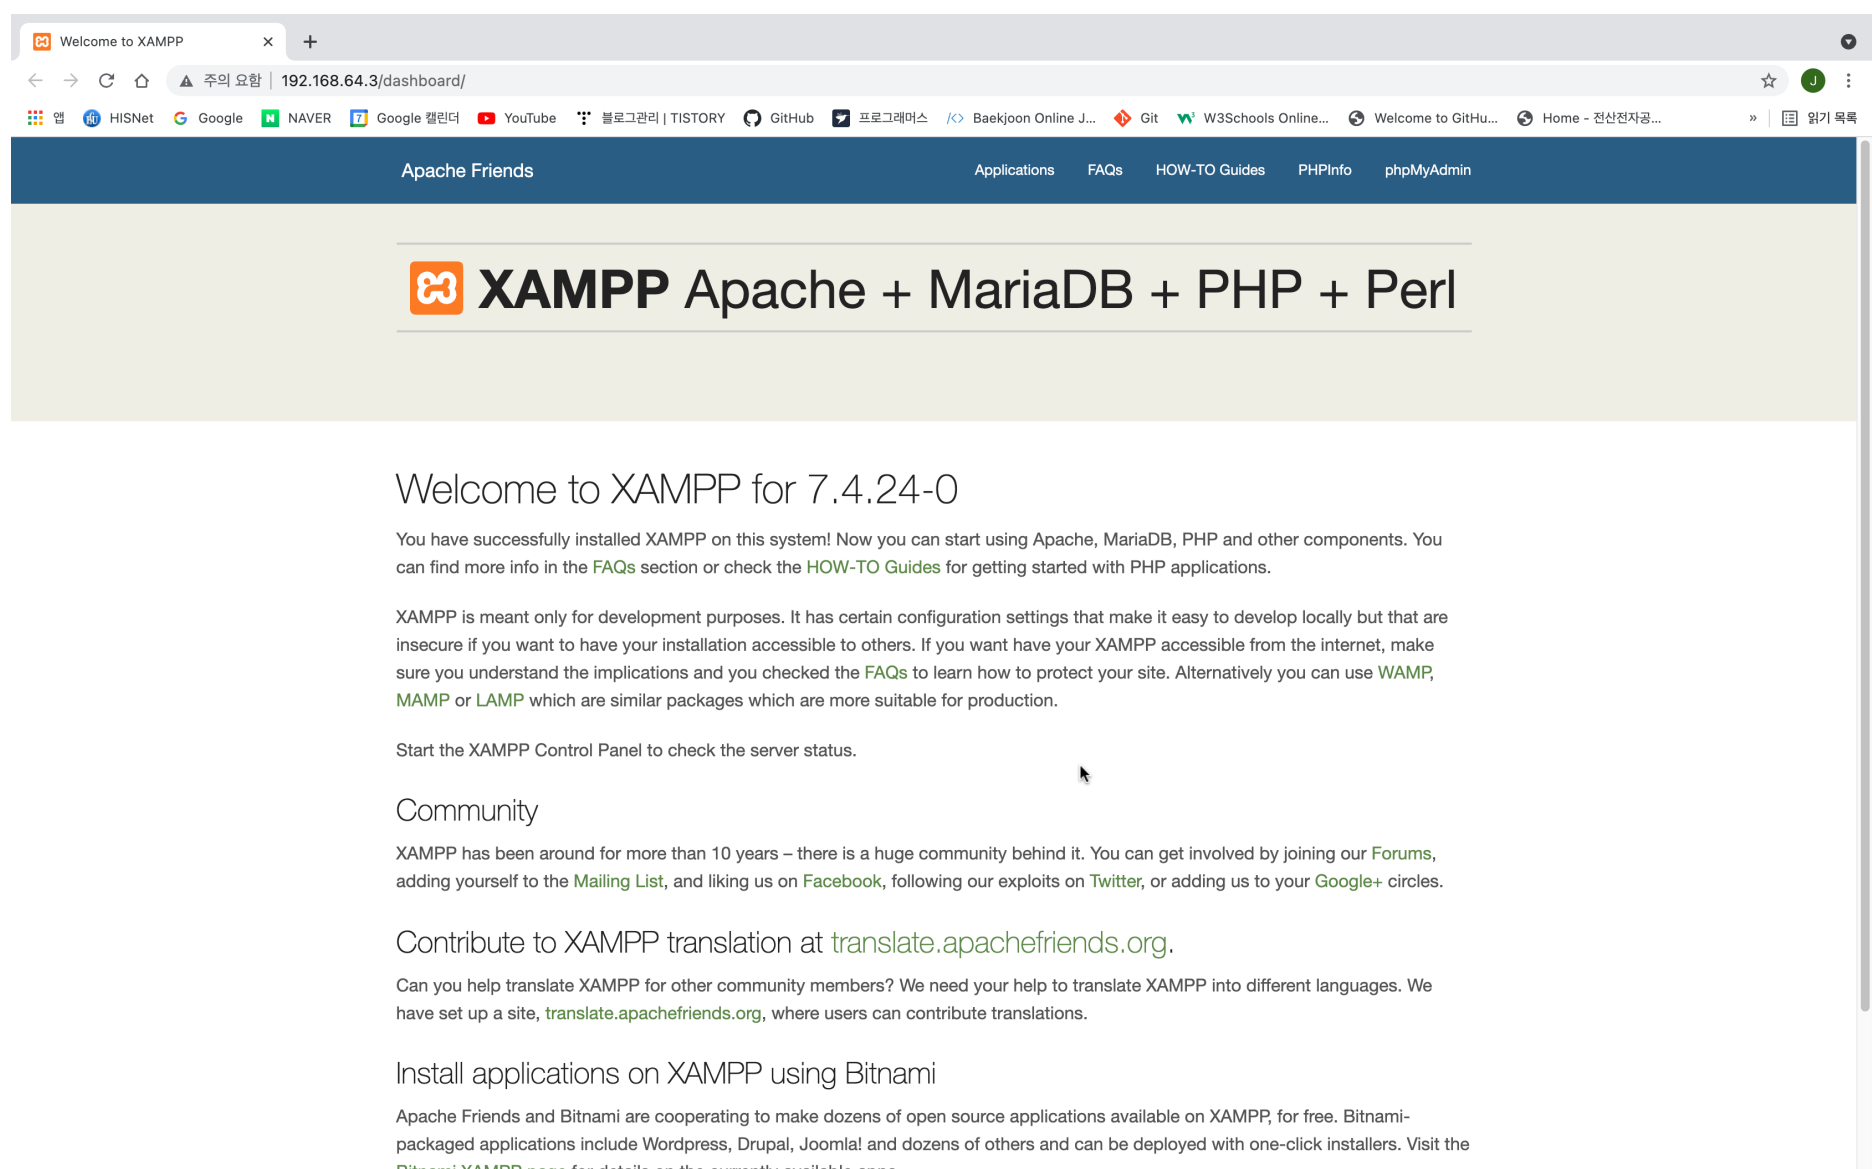 Welcome to XAMPP
주의 요함 192.168.64.3/dashboard/
J
앱 HISNet Google NAVER Google 캘린더 YouTube 블로그관리 | TISTORY GitHub 프로그래머스 Baekjoon Online J... Git W3Schools Online... Welcome to GitHu... Home - 전산전자공... » 읽기 목록
Apache Friends Applications FAQs HOW-TO Guides PHPInfo phpMyAdmin
XAMPP Apache + MariaDB + PHP + Perl
Welcome to XAMPP for 7.4.24-0
You have successfully installed XAMPP on this system! Now you can start using Apache, MariaDB, PHP and other components. You
can find more info in the FAQs section or check the HOW-TO Guides for getting started with PHP applications.
XAMPP is meant only for development purposes. It has certain configuration settings that make it easy to develop locally but that are
insecure if you want to have your installation accessible to others. If you want have your XAMPP accessible from the internet, make
sure you understand the implications and you checked the FAQs to learn how to protect your site. Alternatively you can use WAMP,
MAMP or LAMP which are similar packages which are more suitable for production.
Start the XAMPP Control Panel to check the server status.
Community
XAMPP has been around for more than 10 years – there is a huge community behind it. You can get involved by joining our Forums,
adding yourself to the Mailing List, and liking us on Facebook, following our exploits on Twitter, or adding us to your Google+ circles.
Contribute to XAMPP translation at translate.apachefriends.org.
Can you help translate XAMPP for other community members? We need your help to translate XAMPP into different languages. We
have set up a site, translate.apachefriends.org, where users can contribute translations.
Install applications on XAMPP using Bitnami
Apache Friends and Bitnami are cooperating to make dozens of open source applications available on XAMPP, for free. Bitnami-
packaged applications include Wordpress, Drupal, Joomla! and dozens of others and can be deployed with one-click installers. Visit the
Bitnami XAMPP page for details on the currently available apps.